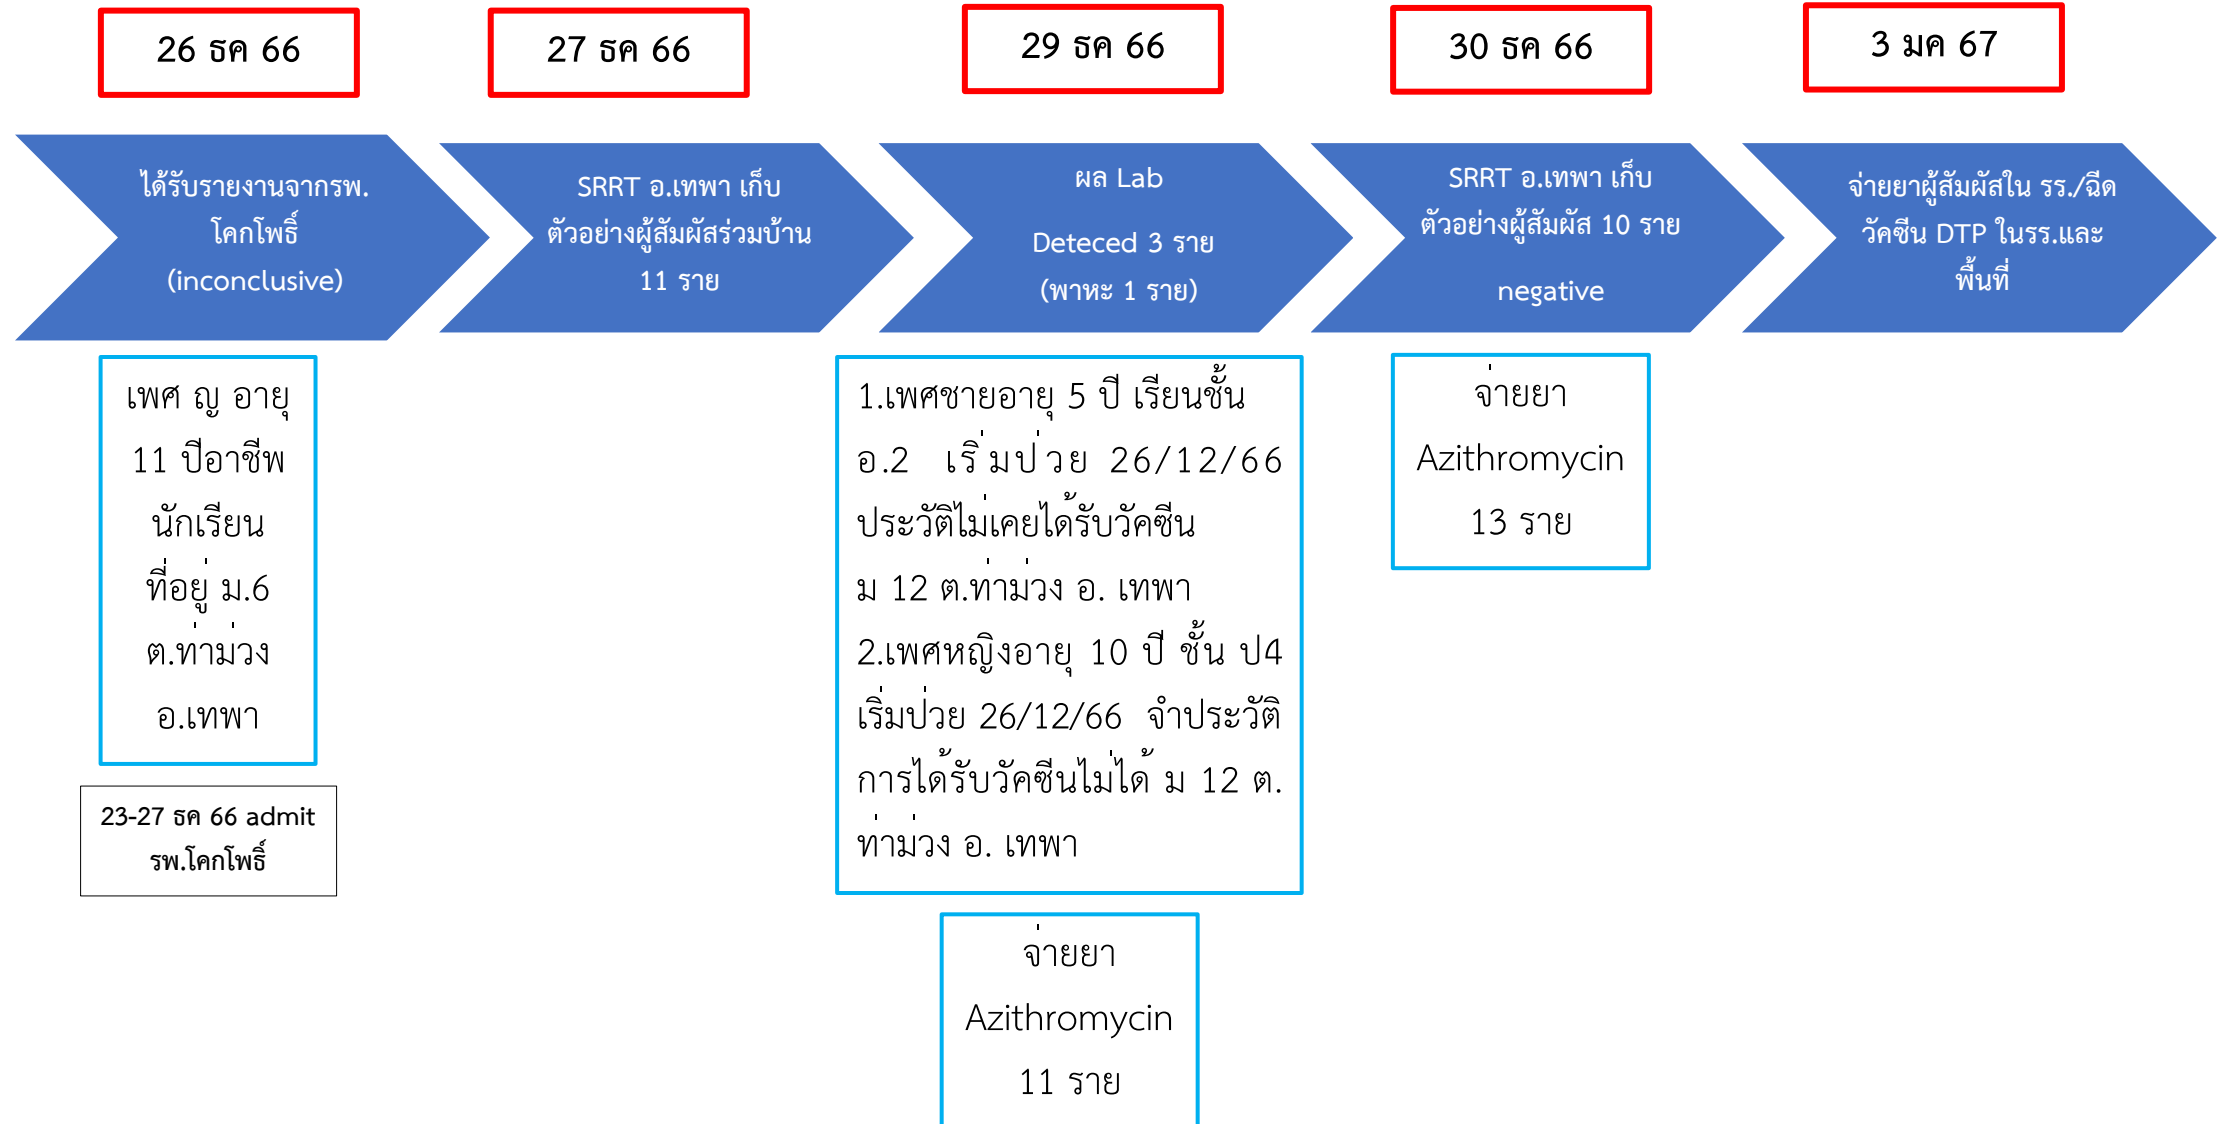 26 ธค 66
27 ธค 66
29 ธค 66
30 ธค 66
3 มค 67
ได้รับรายงานจากรพ.
โคกโพธิ์
(inconclusive)
SRRT อ.เทพา เก็บ
ตัวอย่างผู้สัมผัสร่วมบ้าน
11 ราย
ผล Lab
Deteced 3 ราย
(พาหะ 1 ราย)
SRRT อ.เทพา เก็บ
ตัวอย่างผู้สัมผัส 10 ราย
negative
จ่ายยาผู้สัมผัสใน รร./ฉีด
วัคซีน DTP ในรร.และ
พื้นที่
เพศ ญ อายุ
11 ปีอาชีพ
นักเรียน
ที่อยู่ ม.6
ต.ท่าม่วง
อ.เทพา
23-27 ธค 66 admit
รพ.โคกโพธิ์
1.เพศชายอายุ 5 ปี เรียนชั้น
อ.2 เริ่มป่วย 26/12/66
ประวัติไม่เคยได้รับวัคซีน
ม 12 ต.ท่าม่วง อ. เทพา
2.เพศหญิงอายุ 10 ปี ชั้น ป4
เริ่มป่วย 26/12/66 จำประวัติ
การได้รับวัคซีนไม่ได้ ม 12 ต.
ท่าม่วง อ. เทพา
จ่ายยา
Azithromycin
11 ราย
จ่ายยา
Azithromycin
13 ราย